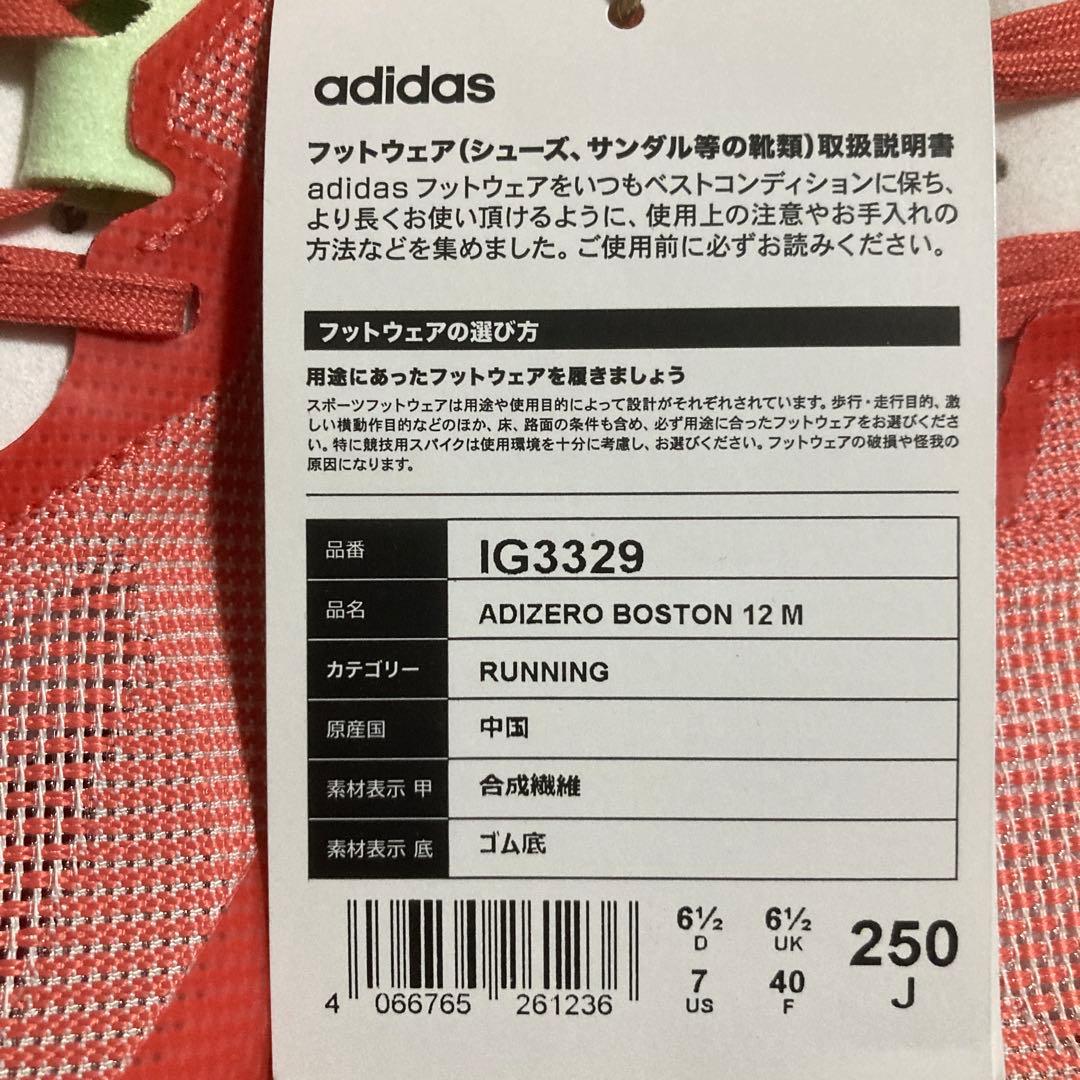 adidas
フットウェア(シューズ、サンダル等の靴類)取扱説明書
adidas フットウェアをいつもベストコンディションに保ち、
より長くお使い頂けるように、使用上の注意やお手入れの
方法などを集めました。ご使用前に必ずお読みください。
フットウェアの選び方
用途にあったフットウェアを履きましょう
スポーツフットウェアは用途や使用目的によって設計がそれぞれされています。歩行・走行目的、激
しい横動作目的などのほか、床、路面の条件も含め、必ず用途に合ったフットウェアをお選びくださ
い。特に競技用スパイクは使用環境を十分に考慮し、お選びください。フットウェアの破損や怪我の
原因になります。
品番 IG3329
品名 ADIZERO BOSTON 12 M
カテゴリー RUNNING
原産国 中国
素材表示 甲 合成繊維
素材表示 底 ゴム底
6½ 6½ 250
D UK J
7 40
US F
4 066765 261236